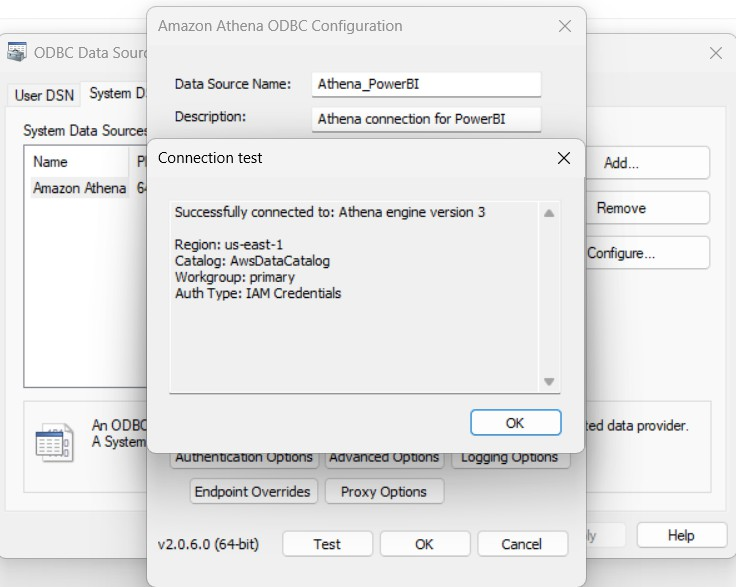 Amazon Athena ODBC Configuration
ODBC Data Sour
Data Source Name: Athena_PowerBI
Description: Athena connection for PowerBI
User DSN System D
System Data Sources
Name
Amazon Athena 64
Add...
Remove
Configure...
Connection test
Successfully connected to: Athena engine version 3
Region: us-east-1
Catalog: AwsDataCatalog
Workgroup: primary
Auth Type: IAM Credentials
OK
An ODBC
A System
ted data provider.
Authentication Options Advanced Options Logging Options
Endpoint Overrides Proxy Options
v2.0.6.0 (64-bit) Test OK Cancel
ly Help